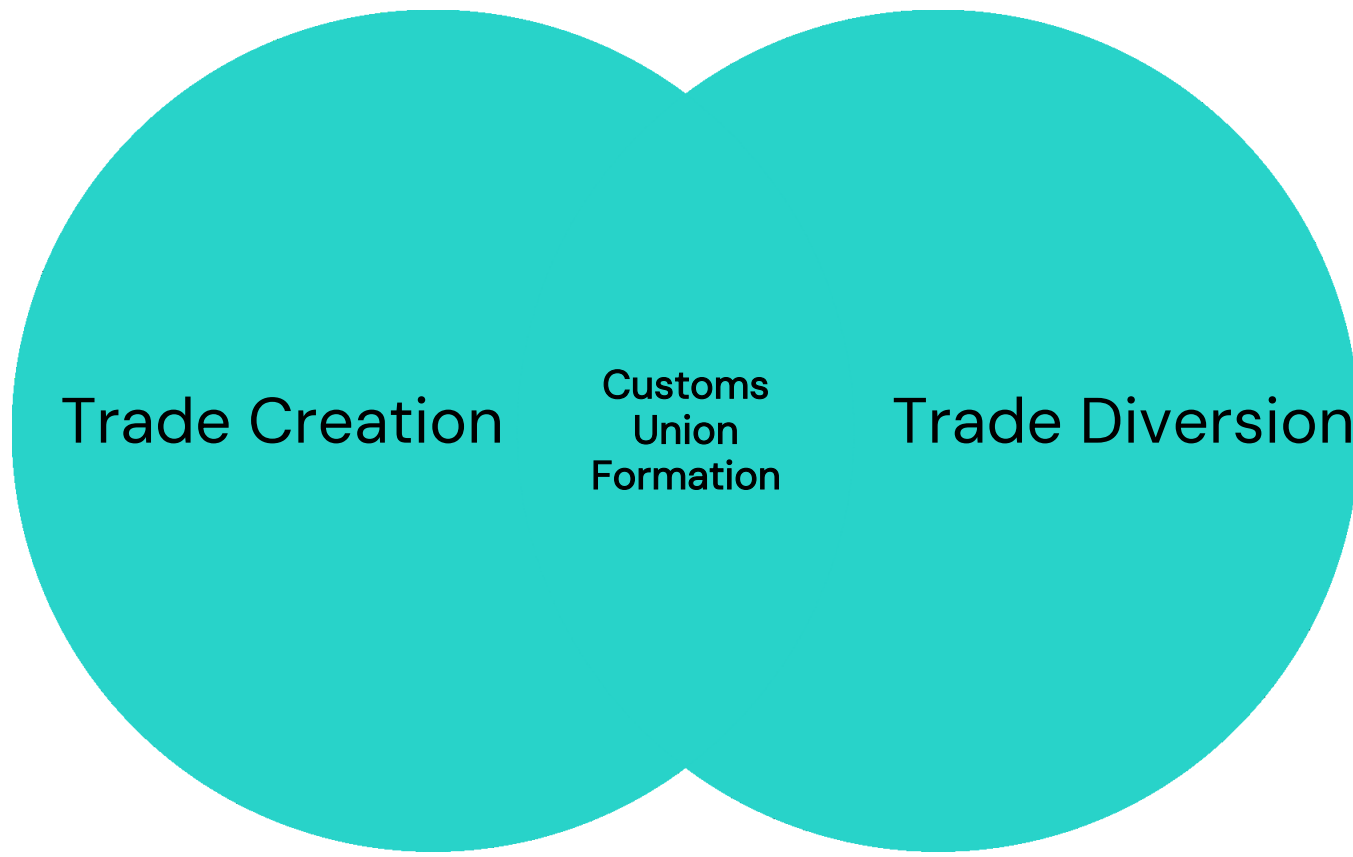 Trade Creation
Customs
Union
Formation
Trade Diversion